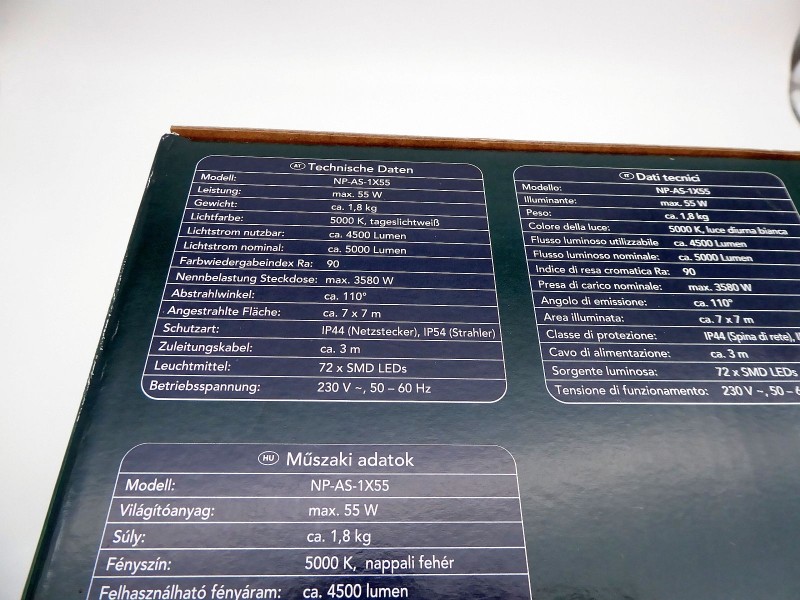 AT Technische Daten
Modell: NP-AS-1X55
Leistung: max. 55 W
Gewicht: ca. 1,8 kg
Lichtfarbe: 5000 K, tageslichtweiß
Lichtstrom nutzbar: ca. 4500 Lumen
Lichtstrom nominal: ca. 5000 Lumen
Farbwiedergabeindex Ra: 90
Nennbelastung Steckdose: max. 3580 W
Abstrahlwinkel: ca. 110°
Angestrahlte Fläche: ca. 7 x 7 m
Schutzart: IP44 (Netzstecker), IP54 (Strahler)
Zuleitungskabel: ca. 3 m
Leuchtmittel: 72 x SMD LEDs
Betriebsspannung: 230 V ~, 50 – 60 Hz
IT Dati tecnici
Modello: NP-AS-1X55
Illuminante: max. 55 W
Peso: ca. 1,8 kg
Colore della luce: 5000 K, luce diurna bianca
Flusso luminoso utilizzabile ca. 4500 Lumen
Flusso luminoso nominale: ca. 5000 Lumen
Indice di resa cromatica Ra: 90
Presa di carico nominale: max. 3580 W
Angolo di emissione: ca. 110°
Area illuminata: ca. 7 x 7 m
Classe di protezione: IP44 (Spina di rete),
Cavo di alimentazione: ca. 3 m
Sorgente luminosa: 72 x SMD LEDs
Tensione di funzionamento: 230 V ~, 50 –
HU Műszaki adatok
Modell: NP-AS-1X55
Világítóanyag: max. 55 W
Súly: ca. 1,8 kg
Fényszín: 5000 K, nappali fehér
Felhasználható fényáram: ca. 4500 lumen